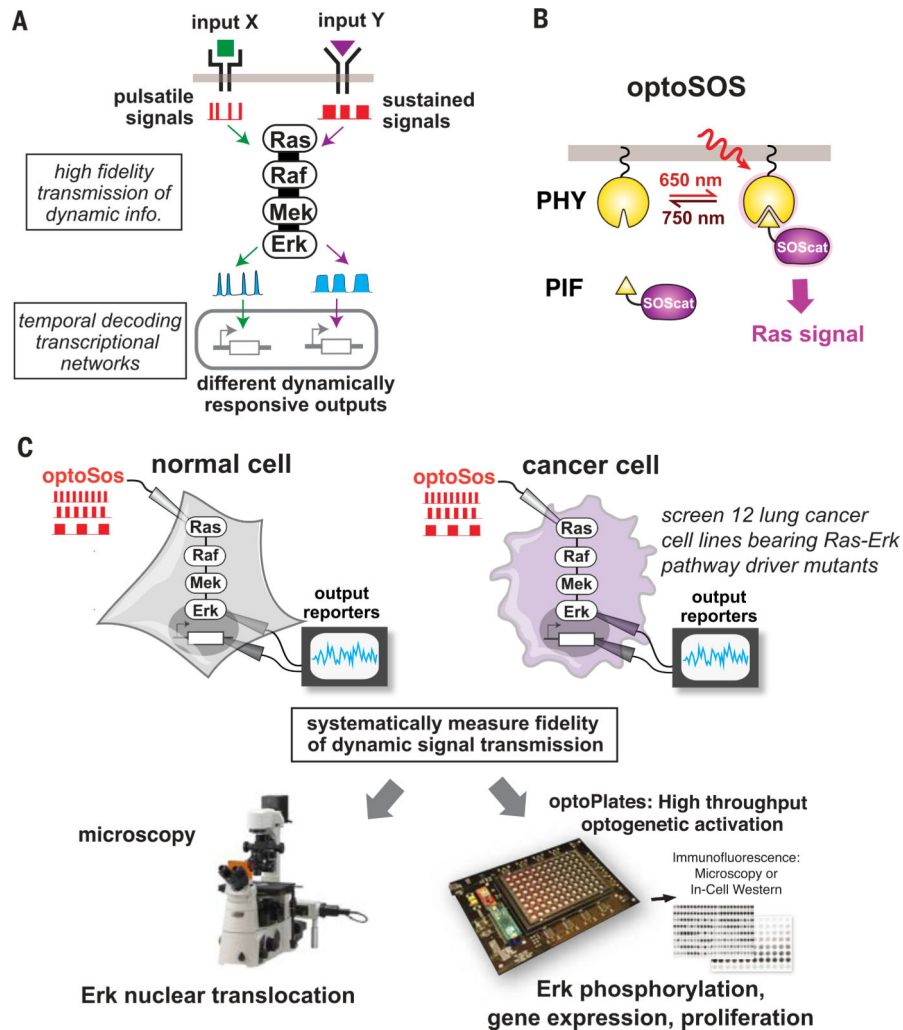 A
input X
input Y
pulsatile
signals
sustained
signals
Ras
Raf
Mek
Erk
high fidelity
transmission of
dynamic info.
temporal decoding
transcriptional
networks
different dynamically
responsive outputs
B
optoSOS
PHY
650 nm
750 nm
SOScat
PIF
SOScat
Ras signal
C
normal cell
optoSos
Ras
Raf
Mek
Erk
output
reporters
cancer cell
optoSos
Ras
Raf
Mek
Erk
screen 12 lung cancer
cell lines bearing Ras-Erk
pathway driver mutants
output
reporters
systematically measure fidelity
of dynamic signal transmission
microscopy
Erk nuclear translocation
optoPlates: High throughput
optogenetic activation
Immunofluorescence:
Microscopy or
In-Cell Western
Erk phosphorylation,
gene expression, proliferation